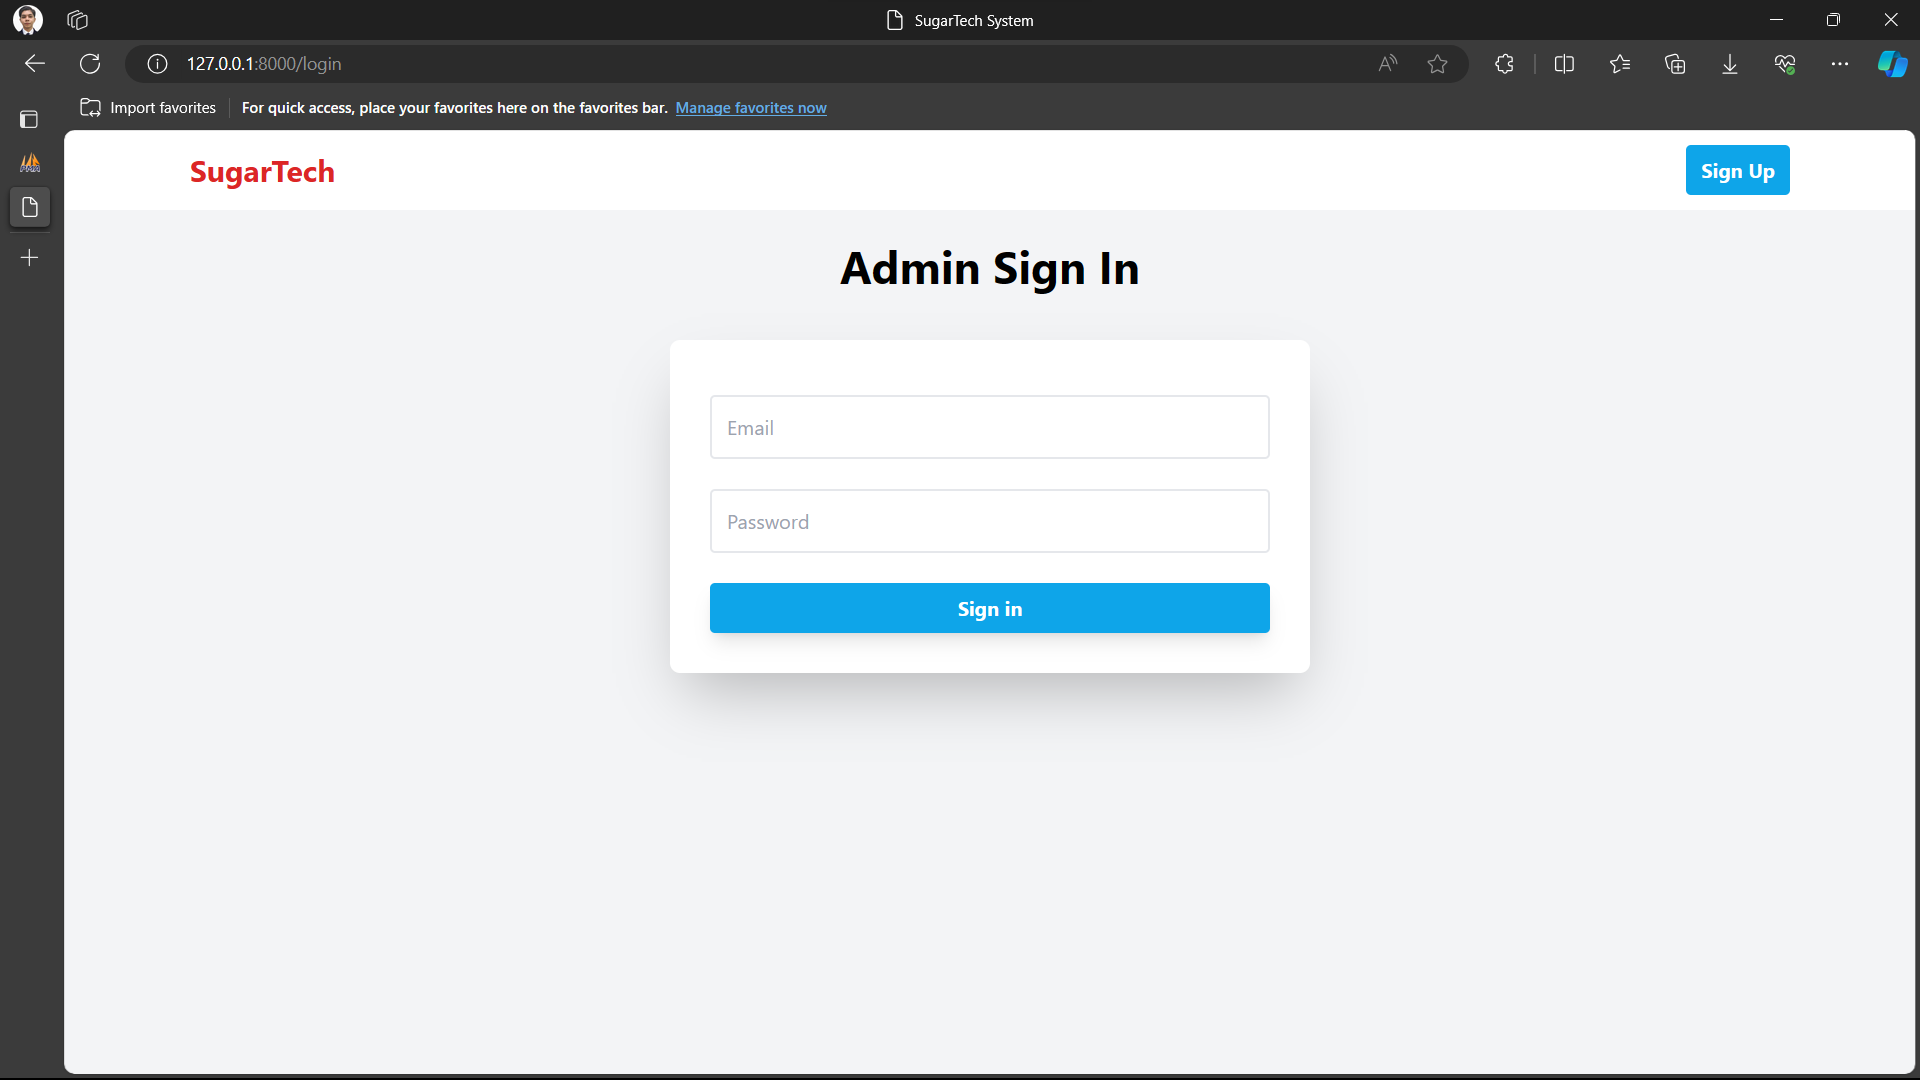 SugarTech System
127.0.0.1:8000/login
Import favorites
For quick access, place your favorites here on the favorites bar. Manage favorites now
PMA
SugarTech
Sign Up
Admin Sign In
Email
Password
Sign in